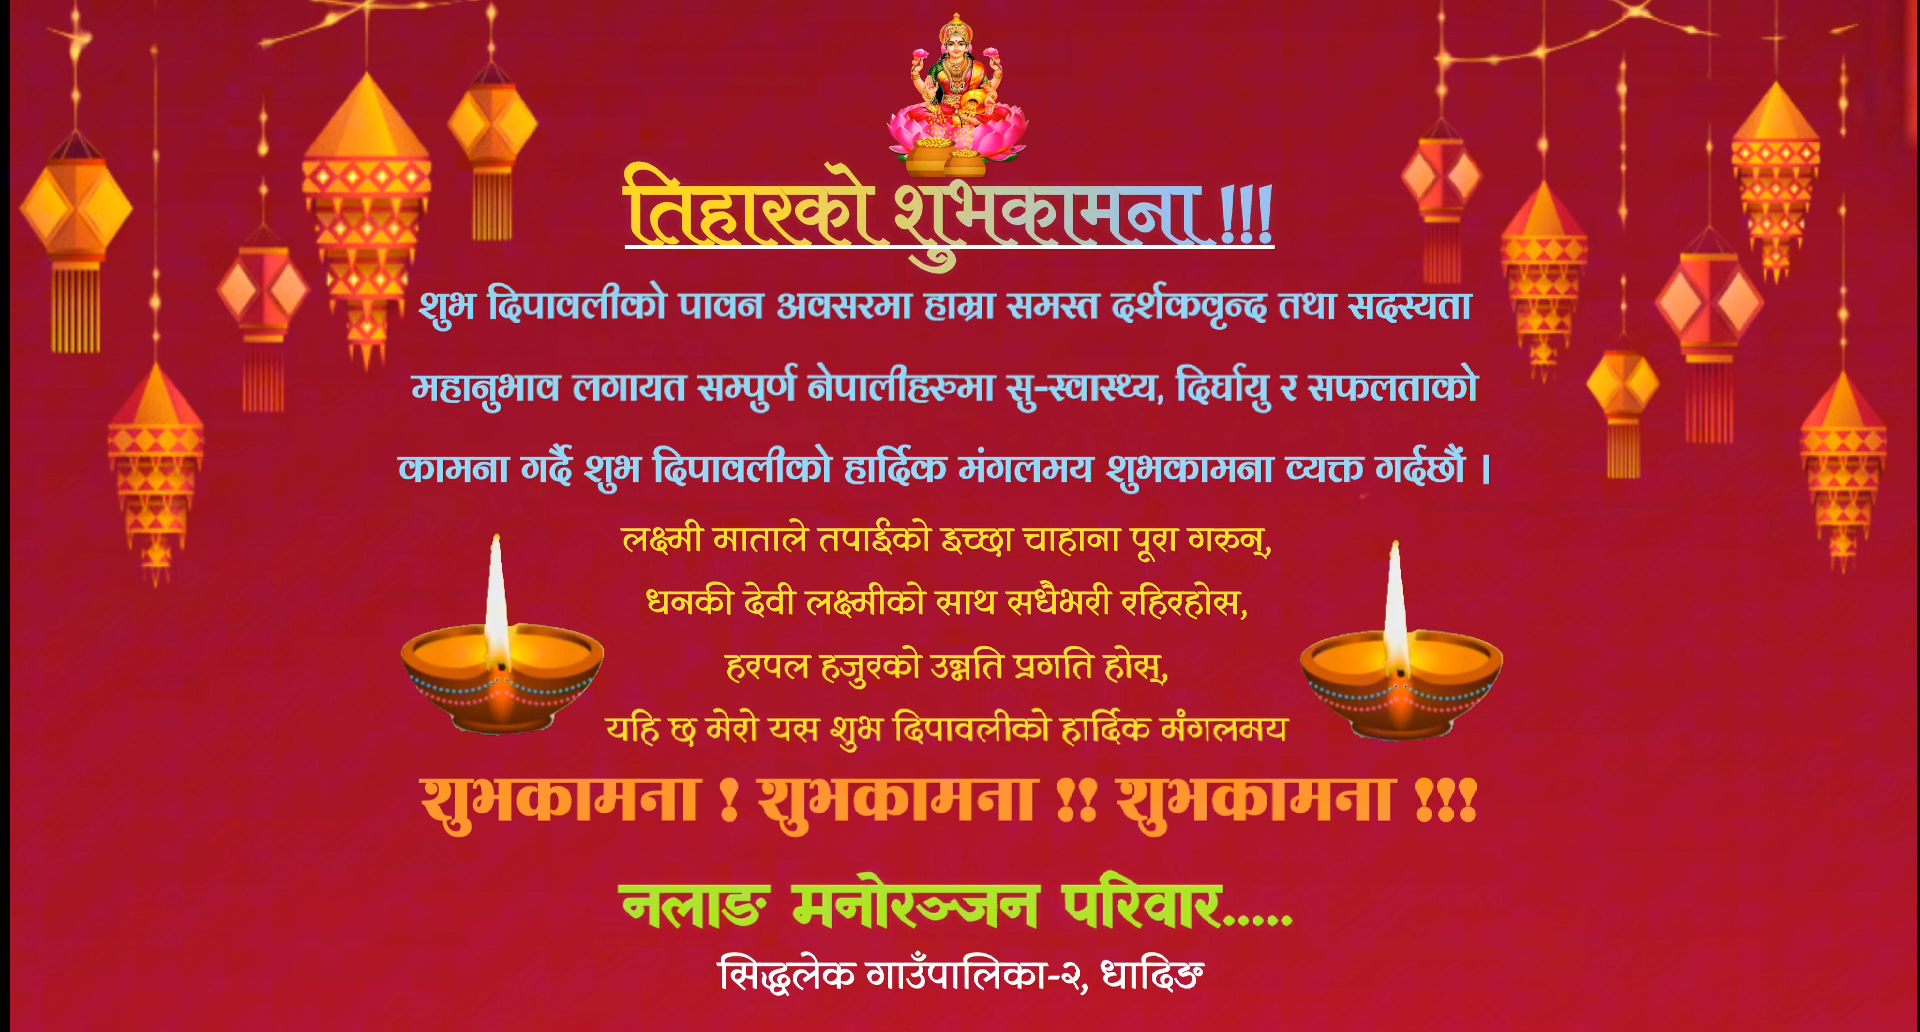 तिहारको शुभकामना !!!
शुभ दिपावलीको पावन अवसरमा हाम्रा समस्त दर्शकवृन्द तथा सदस्यता
महानुभाव लगायत सम्पुर्ण नेपालीहरुमा सु-स्वास्थ्य, दिर्घायु र सफलताको
कामना गर्दै शुभ दिपावलीको हार्दिक मंगलमय शुभकामना व्यक्त गर्दछौं ।
लक्ष्मी माताले तपाईको इच्छा चाहाना पूरा गरुन्,
धनकी देवी लक्ष्मीको साथ सधैभरी रहिरहोस,
हरपल हजुरको उन्नति प्रगति होस्,
यहि छ मेरो यस शुभ दिपावलीको हार्दिक मंगलमय
शुभकामना ! शुभकामना !! शुभकामना !!!
नलाङ मनोरञ्जन परिवार.....
सिद्धलेक गाउँपालिका-२, धादिङ